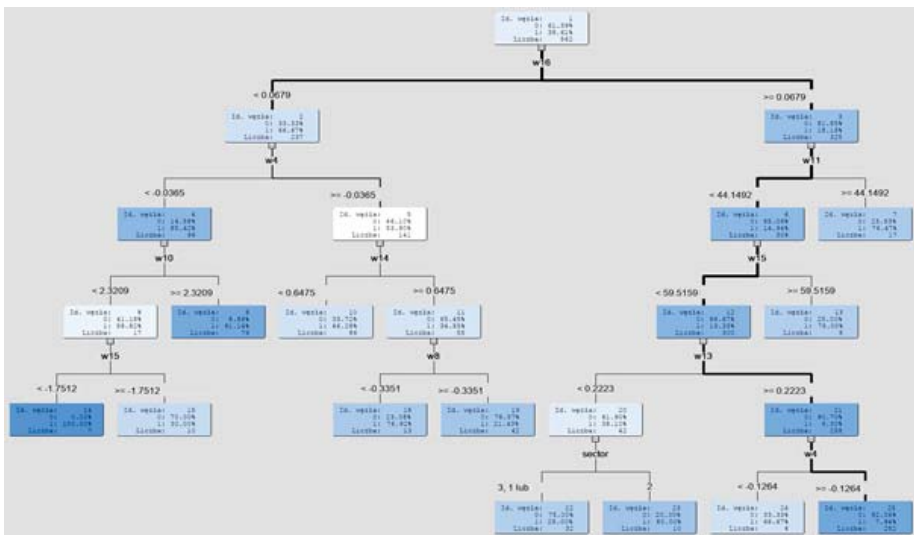 Id. węzła: 1
0: 61.39%
1: 38.61%
Liczba:
w16
< 0.0679
>= 0.0679
Id. węzła: 2
0: 33.33%
1: 66.67%
Liczba: 237
Id. węzła: 3
0: 81.85%
1: 18.15%
Liczba: 325
w4
w11
< -0.0365
>= -0.0365
< 44.1492
>= 44.1492
Id. węzła: 4
0: 14.58%
1: 85.42%
Liczba: 96
Id. węzła: 5
0: 46.10%
1: 53.90%
Liczba: 141
Id. węzła: 6
0: 85.06%
1: 14.94%
Liczba: 308
Id. węzła: 7
0: 23.53%
1: 76.47%
Liczba: 17
w10
w14
w15
< 2.3209
>= 2.3209
< 0.6475
>= 0.6475
< 59.5159
>= 59.5159
Id. węzła:
0: 41.18%
1: 58.82%
Liczba: 17
Id. węzła:
0: 8.86%
1: 91.14%
Liczba: 79
Id. węzła: 10
0: 33.72%
1: 66.28%
Liczba: 86
Id. węzła: 11
0: 65.45%
1: 34.55%
Liczba: 55
Id. węzła: 12
0: 86.67%
1: 13.33%
Liczba: 300
Id. węzła: 13
0: 25.00%
1: 75.00%
Liczba: 8
w15
w8
w13
< -1.7512
>= -1.7512
< -0.3351
>= -0.3351
< 0.2223
>= 0.2223
Id. węzła: 14
0: 0.00%
1: 100.00%
Liczba: 7
Id. węzła: 15
0: 70.00%
1: 30.00%
Liczba: 10
Id. węzła: 18
0: 23.08%
1: 76.92%
Liczba: 13
Id. węzła: 19
0: 78.57%
1: 21.43%
Liczba: 42
Id. węzła: 20
0: 61.90%
1: 38.10%
Liczba: 42
Id. węzła: 21
0: 90.70%
1: 9.30%
Liczba: 258
sector
w4
3, 1 lub
2
< -0.1264
>= -0.1264
Id. węzła: 22
0: 75.00%
1: 25.00%
Liczba: 32
Id. węzła: 23
0: 20.00%
1: 80.00%
Liczba: 10
Id. węzła: 24
0: 33.33%
1: 66.67%
Liczba: 6
Id. węzła: 25
0: 92.06%
1: 7.94%
Liczba: 252